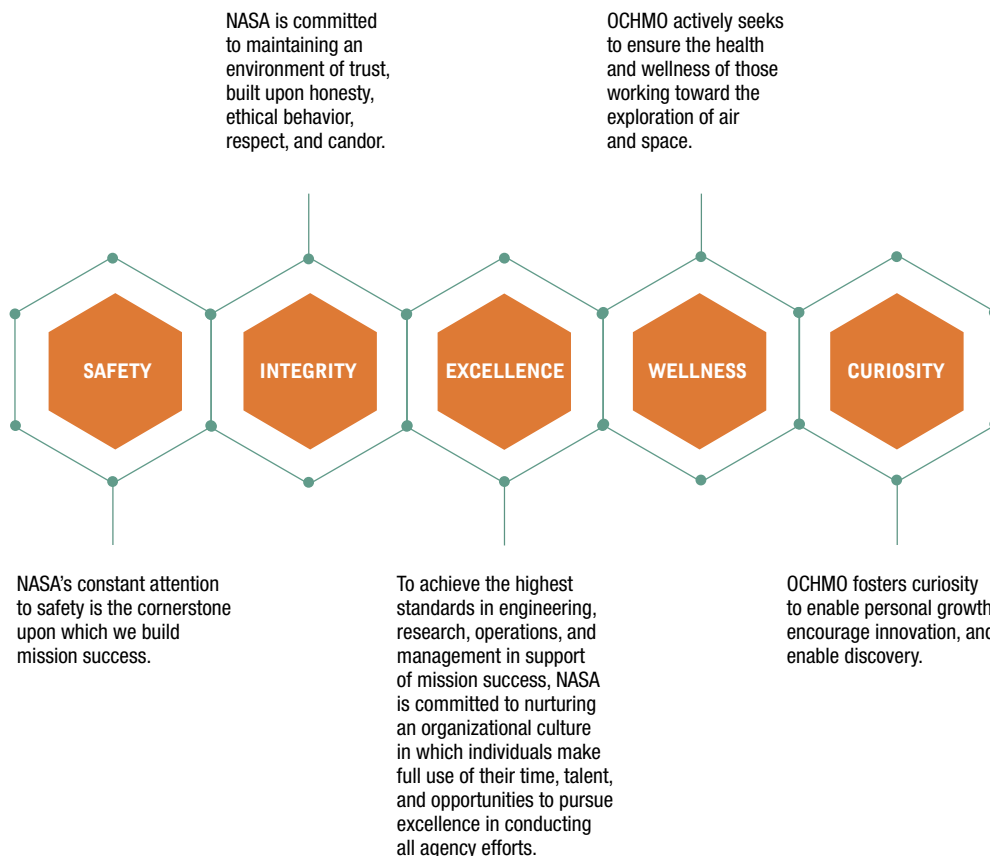 NASA is committed
to maintaining an
environment of trust,
built upon honesty,
ethical behavior,
respect, and candor.
OCHMO actively seeks
to ensure the health
and wellness of those
working toward the
exploration of air
and space.
SAFETY
INTEGRITY
EXCELLENCE
WELLNESS
CURIOSITY
NASA’s constant attention
to safety is the cornerstone
upon which we build
mission success.
To achieve the highest
standards in engineering,
research, operations, and
management in support
of mission success, NASA
is committed to nurturing
an organizational culture
in which individuals make
full use of their time, talent,
and opportunities to pursue
excellence in conducting
all agency efforts.
OCHMO fosters curiosity
to enable personal growth
encourage innovation, and
enable discovery.